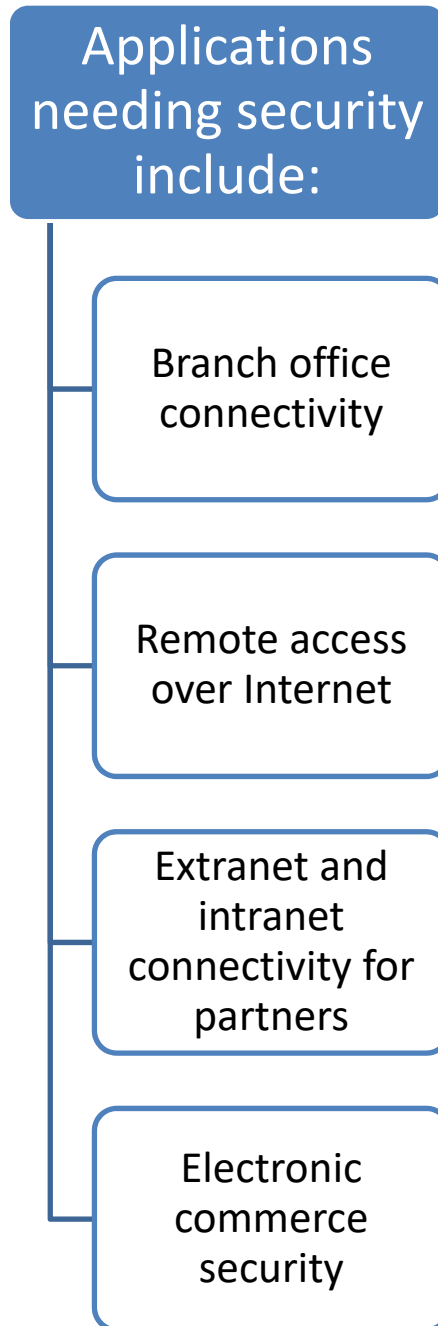 Applications
needing security
include:
Branch office
connectivity
Remote access
over Internet
Extranet and
intranet
connectivity for
partners
Electronic
commerce
security